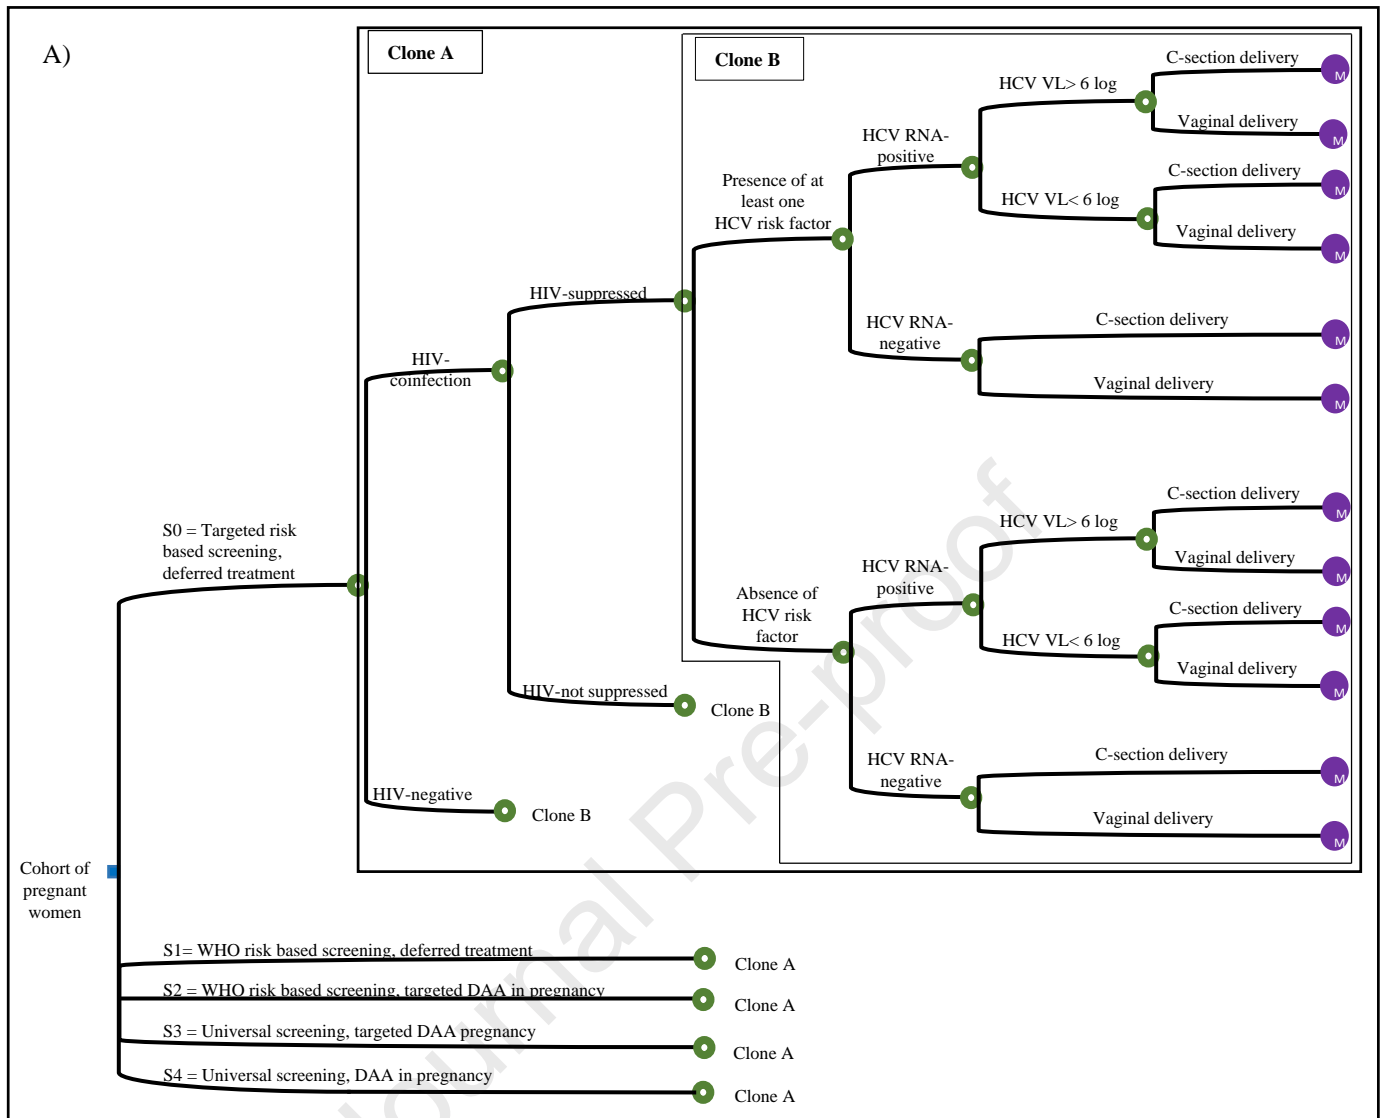 A)
Clone A
Clone B
C-section delivery
M
HCV VL> 6 log
Vaginal delivery
M
HCV RNA-
positive
C-section delivery
M
HCV VL< 6 log
Vaginal delivery
M
Presence of at
least one
HCV risk factor
HCV RNA-
negative
C-section delivery
M
Vaginal delivery
M
HIV-suppressed
HIV-
coinfection
S0 = Targeted risk
based screening,
deferred treatment
C-section delivery
M
HCV VL> 6 log
Vaginal delivery
M
HCV RNA-
positive
Absence of
HCV risk
factor
C-section delivery
M
HCV VL< 6 log
Vaginal delivery
M
HIV-not suppressed
Clone B
HCV RNA-
negative
C-section delivery
M
Vaginal delivery
M
HIV-negative
Clone B
Cohort of
pregnant
women
S1= WHO risk based screening, deferred treatment
Clone A
S2 = WHO risk based screening, targeted DAA in pregnancy
Clone A
S3 = Universal screening, targeted DAA pregnancy
Clone A
S4 = Universal screening, DAA in pregnancy
Clone A
Journal Pre-proof